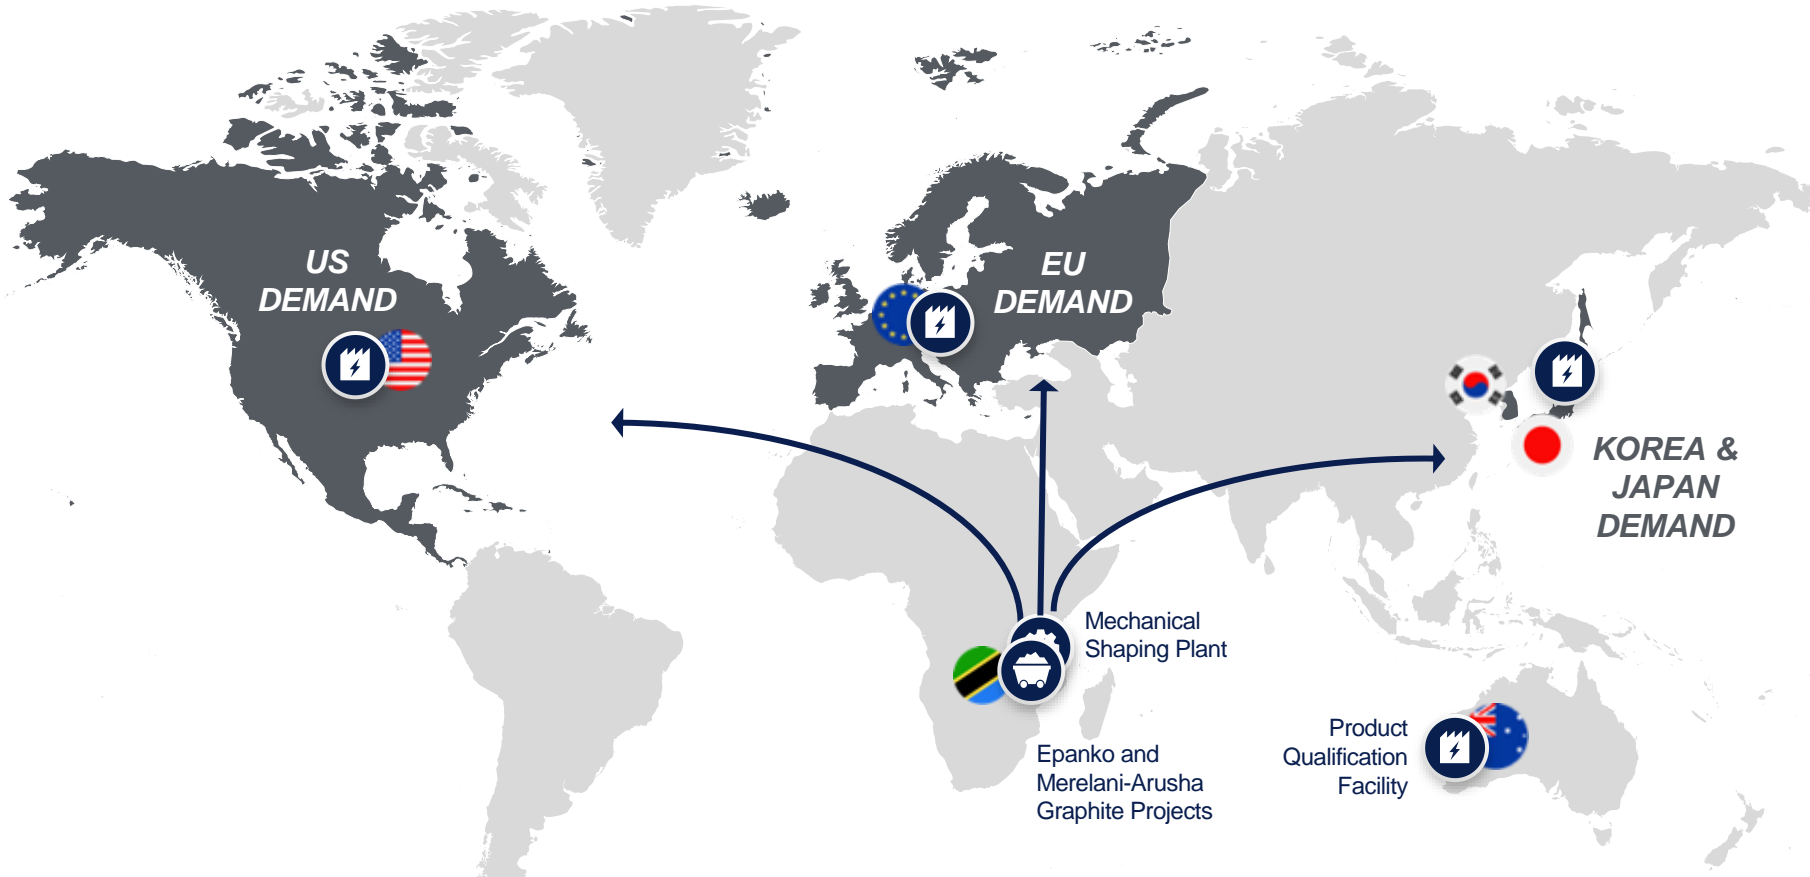 US
DEMAND
EU
DEMAND
KOREA &
JAPAN
DEMAND
Mechanical
Shaping Plant
Epanko and
Merelani-Arusha
Graphite Projects
Product
Qualification
Facility